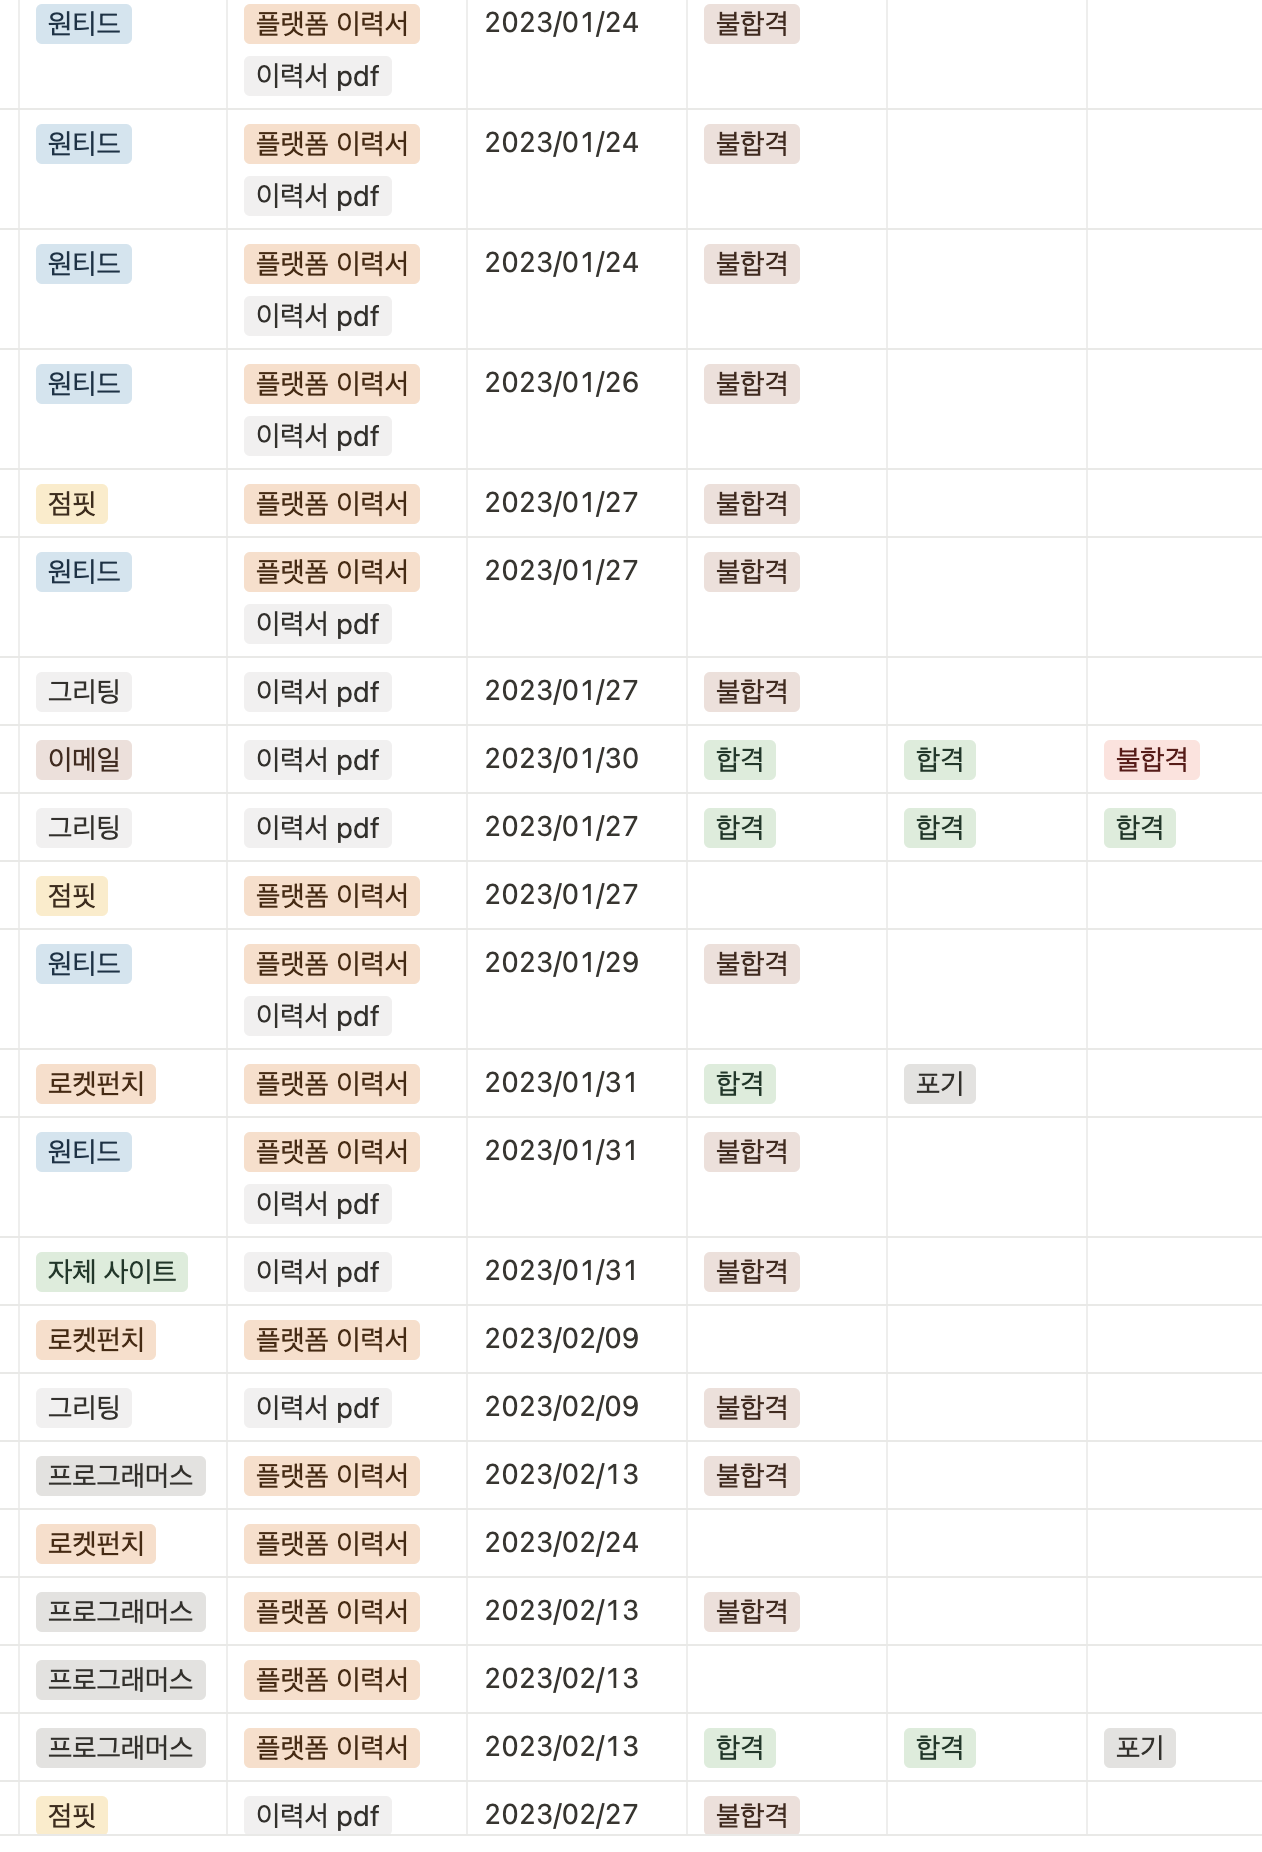 원티드 플랫폼 이력서 2023/01/24 불합격
이력서 pdf
원티드 플랫폼 이력서 2023/01/24 불합격
이력서 pdf
원티드 플랫폼 이력서 2023/01/24 불합격
이력서 pdf
원티드 플랫폼 이력서 2023/01/26 불합격
이력서 pdf
점핏 플랫폼 이력서 2023/01/27 불합격
원티드 플랫폼 이력서 2023/01/27 불합격
이력서 pdf
그리팅 이력서 pdf 2023/01/27 불합격
이메일 이력서 pdf 2023/01/30 합격 합격 불합격
그리팅 이력서 pdf 2023/01/27 합격 합격 합격
점핏 플랫폼 이력서 2023/01/27
원티드 플랫폼 이력서 2023/01/29 불합격
이력서 pdf
로켓펀치 플랫폼 이력서 2023/01/31 합격 포기
원티드 플랫폼 이력서 2023/01/31 불합격
이력서 pdf
자체 사이트 이력서 pdf 2023/01/31 불합격
로켓펀치 플랫폼 이력서 2023/02/09
그리팅 이력서 pdf 2023/02/09 불합격
프로그래머스 플랫폼 이력서 2023/02/13 불합격
로켓펀치 플랫폼 이력서 2023/02/24
프로그래머스 플랫폼 이력서 2023/02/13 불합격
프로그래머스 플랫폼 이력서 2023/02/13
프로그래머스 플랫폼 이력서 2023/02/13 합격 합격 포기
점핏 이력서 pdf 2023/02/27 불합격